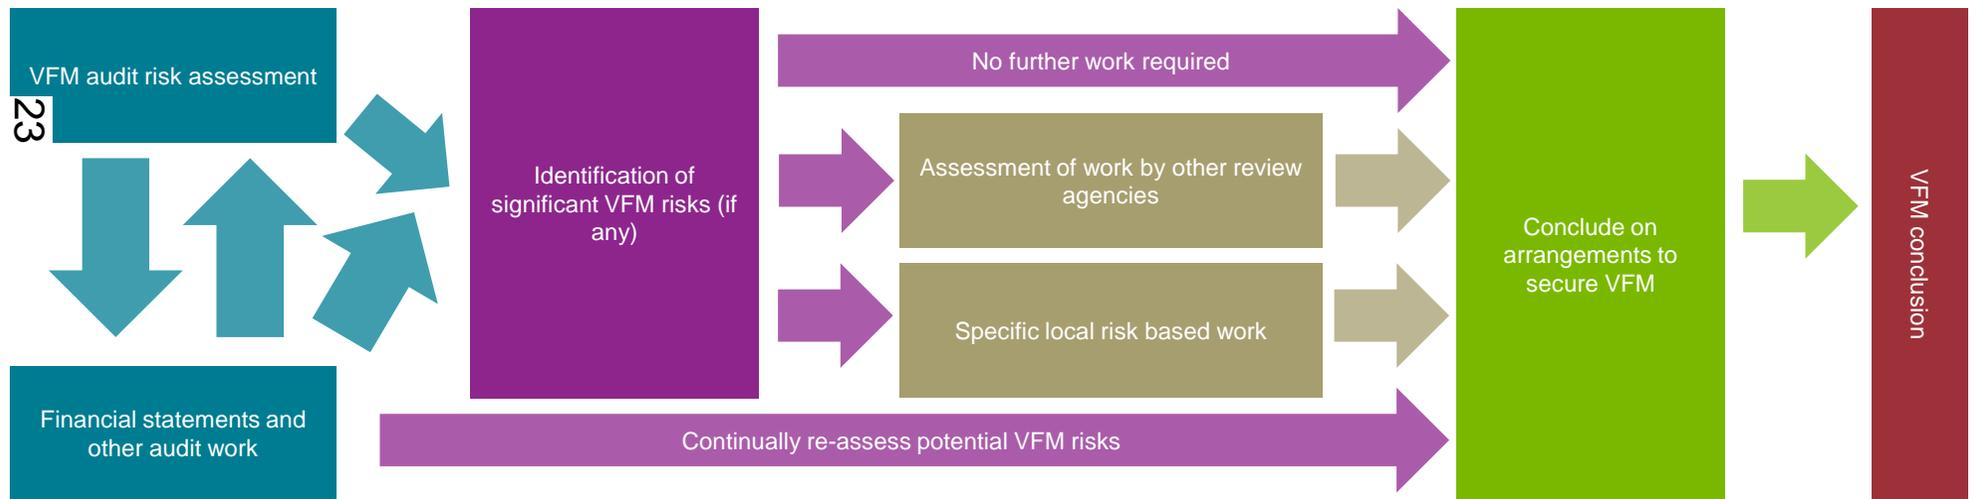 VFM audit risk assessment
23
Financial statements and
other audit work
Identification of
significant VFM risks (if
any)
No further work required
Assessment of work by other review
agencies
Specific local risk based work
Continually re-assess potential VFM risks
Conclude on
arrangements to
secure VFM
VFM conclusion